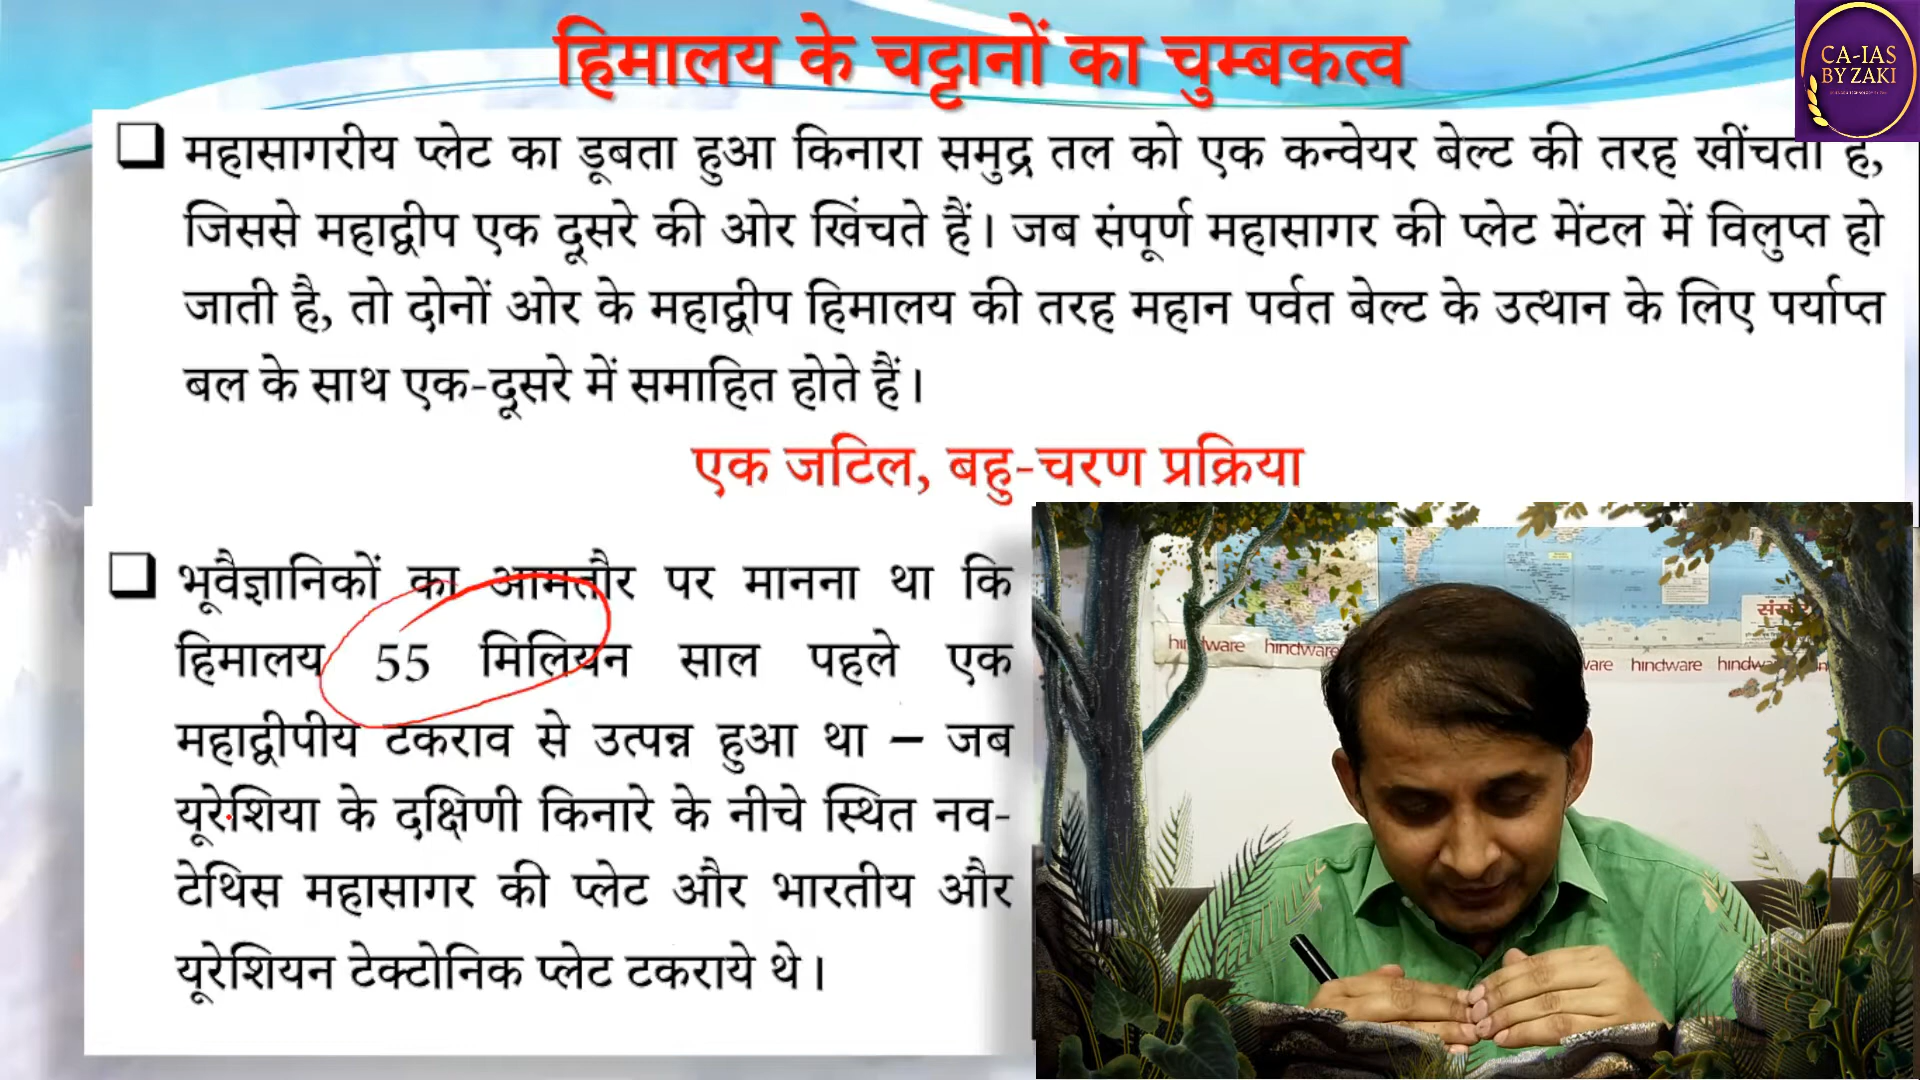 हिमालय के चट्टानों का चुम्बकत्व
CA-IAS
BY ZAKI
महासागरीय प्लेट का डूबता हुआ किनारा समुद्र तल को एक कन्वेयर बेल्ट की तरह खींचता है,
जिससे महाद्वीप एक दूसरे की ओर खिंचते हैं। जब संपूर्ण महासागर की प्लेट मेंटल में विलुप्त हो
जाती है, तो दोनों ओर के महाद्वीप हिमालय की तरह महान पर्वत बेल्ट के उत्थान के लिए पर्याप्त
बल के साथ एक-दूसरे में समाहित होते हैं।
एक जटिल, बहु-चरण प्रक्रिया
भूवैज्ञानिकों का आमतौर पर मानना था कि
हिमालय 55 मिलियन साल पहले एक
महाद्वीपीय टकराव से उत्पन्न हुआ था – जब
यूरेशिया के दक्षिणी किनारे के नीचे स्थित नव-
टेथिस महासागर की प्लेट और भारतीय और
यूरेशियन टेक्टोनिक प्लेट टकराये थे।
hindware hindware hindware